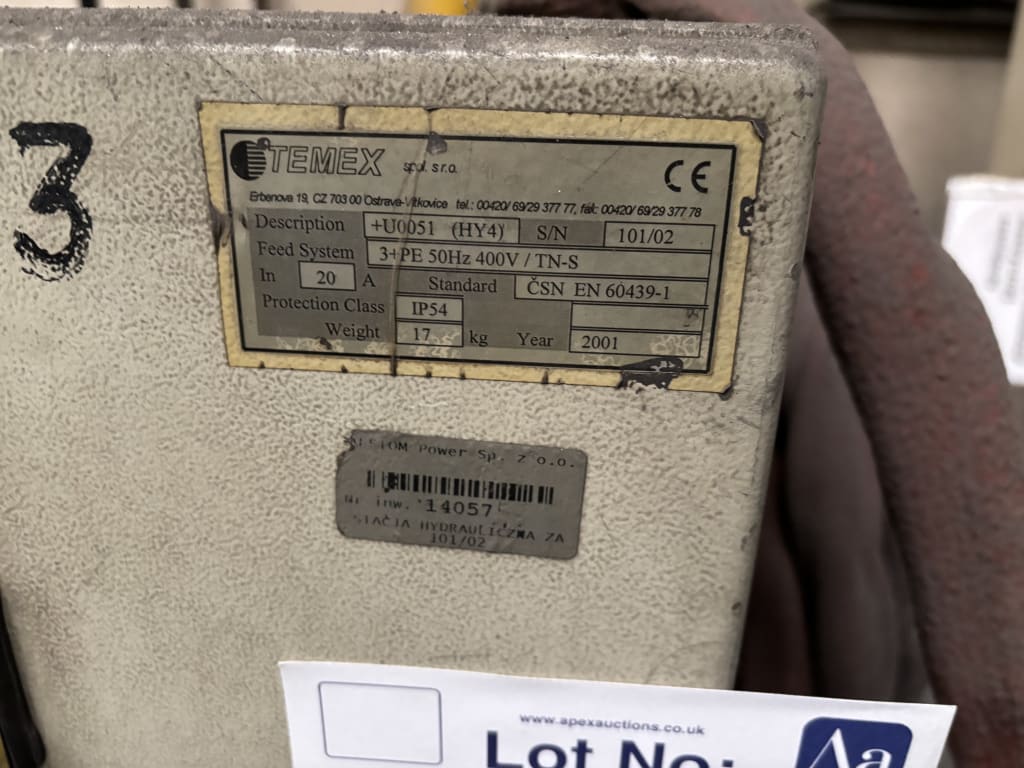 3
TEMEX spol. s r.o. CE
Erbenova 19, CZ 703 00 Ostrava-Vítkovice tel.: 00420/ 69/29 377 77, fax: 00420/ 69/29 377 78
Description +U0051 (HY4) S/N 101/02
Feed System 3+PE 50Hz 400V / TN-S
In 20 A Standard ČSN EN 60439-1
Protection Class IP54
Weight 17 kg Year 2001
ALSTOM Power Sp. z o.o.
Nr inw. 14057
STACJA HYDRAULICZNA ZA
101/02
www.apexauctions.co.uk
Lot No: Aa